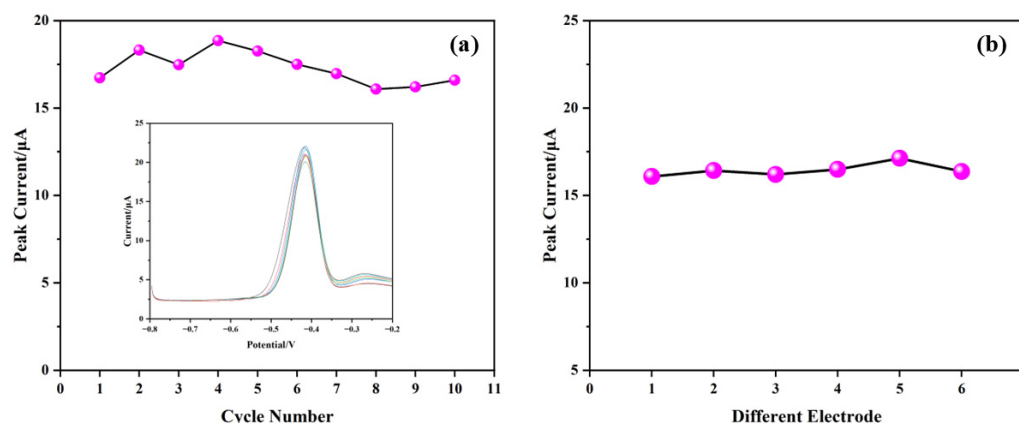 (a)
Peak Current/μA
20
15
10
5
0
0 1 2 3 4 5 6 7 8 9 10 11
Cycle Number
Current/μA
25
20
15
10
5
0
−0.8 −0.7 −0.6 −0.5 −0.4 −0.3 −0.2
Potential/V
(b)
Peak Current/μA
25
20
15
10
5
0 1 2 3 4 5 6
Different Electrode